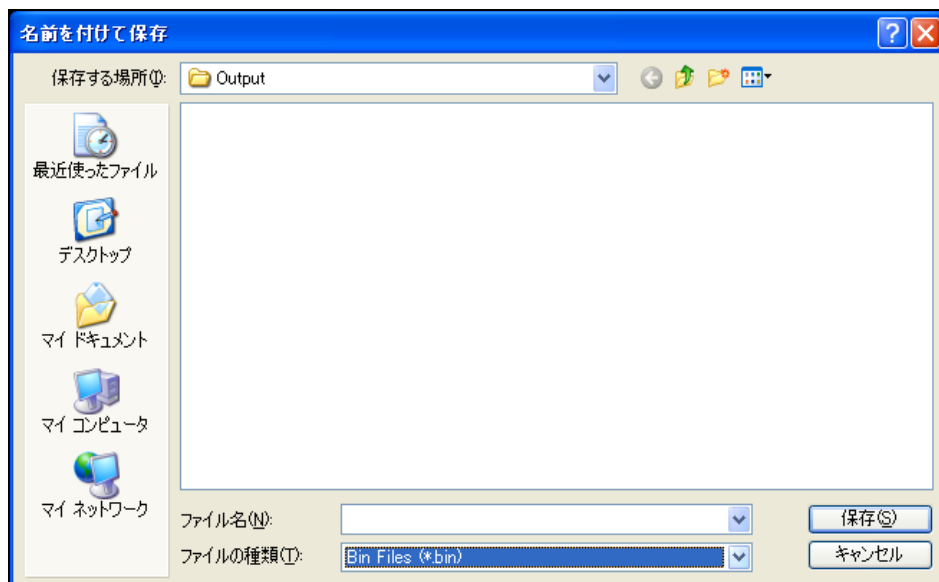 名前を付けて保存
保存する場所(I):
Output
最近使ったファイル
デスクトップ
マイ ドキュメント
マイ コンピュータ
マイ ネットワーク
ファイル名(N):
保存(S)
ファイルの種類(T):
Bin Files (*.bin)
キャンセル